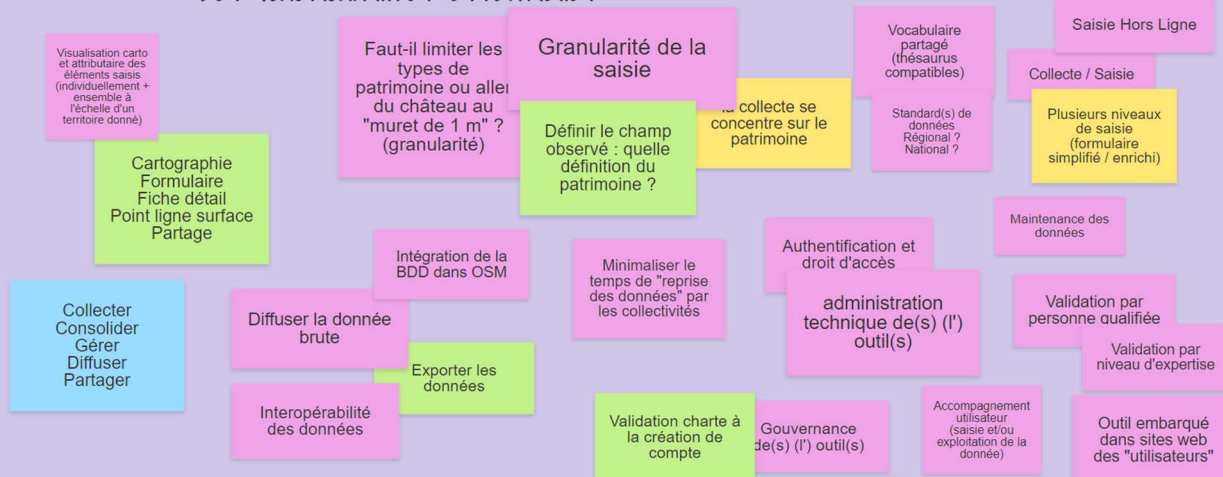 Visualisation carto
et attributaire des
éléments saisis
(individuellement +
ensemble à
l'échelle d'un
territoire donné)
Cartographie
Formulaire
Fiche détail
Point ligne surface
Partage
Collecter
Consolider
Gérer
Diffuser
Partager
Faut-il limiter les
types de
patrimoine ou aller
du château au
"muret de 1 m" ?
(granularité)
Granularité de la
saisie
Définir le champ
observé : quelle
définition du
patrimoine ?
la collecte se
concentre sur le
patrimoine
Vocabulaire
partagé
(thésaurus
compatibles)
Standard(s) de
données
Régional ?
National ?
Saisie Hors Ligne
Collecte / Saisie
Plusieurs niveaux
de saisie
(formulaire
simplifié / enrichi)
Maintenance des
données
Intégration de la
BDD dans OSM
Diffuser la donnée
brute
Exporter les
données
Interopérabilité
des données
Minimaliser le
temps de "reprise
des données" par
les collectivités
Authentification et
droit d'accès
administration
technique de(s) (l')
outil(s)
Validation par
personne qualifiée
Validation par
niveau d'expertise
Validation charte à
la création de
compte
Gouvernance
de(s) (l') outil(s)
Accompagnement
utilisateur
(saisie et/ou
exploitation de la
donnée)
Outil embarqué
dans sites web
des "utilisateurs"